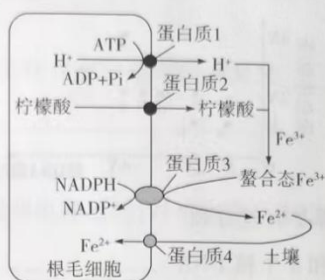 ATP 蛋白质1
H⁺ H⁺
ADP+Pi 蛋白质2
柠檬酸 柠檬酸
Fe³⁺
蛋白质3
NADPH 螯合态Fe³⁺
NADP⁺ Fe²⁺
Fe²⁺
根毛细胞 蛋白质4 土壤